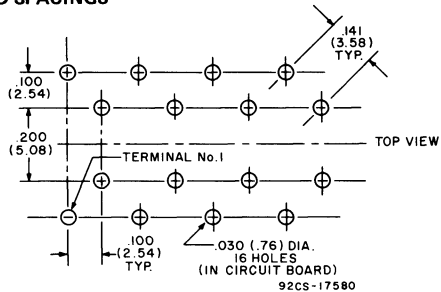 .141
(3.58)
TYP.
.100
(2.54)
.200
(5.08)
TOP VIEW
TERMINAL No.1
.100
(2.54)
TYP.
.030 (.76) DIA.
16 HOLES
(IN CIRCUIT BOARD)
92CS-17580